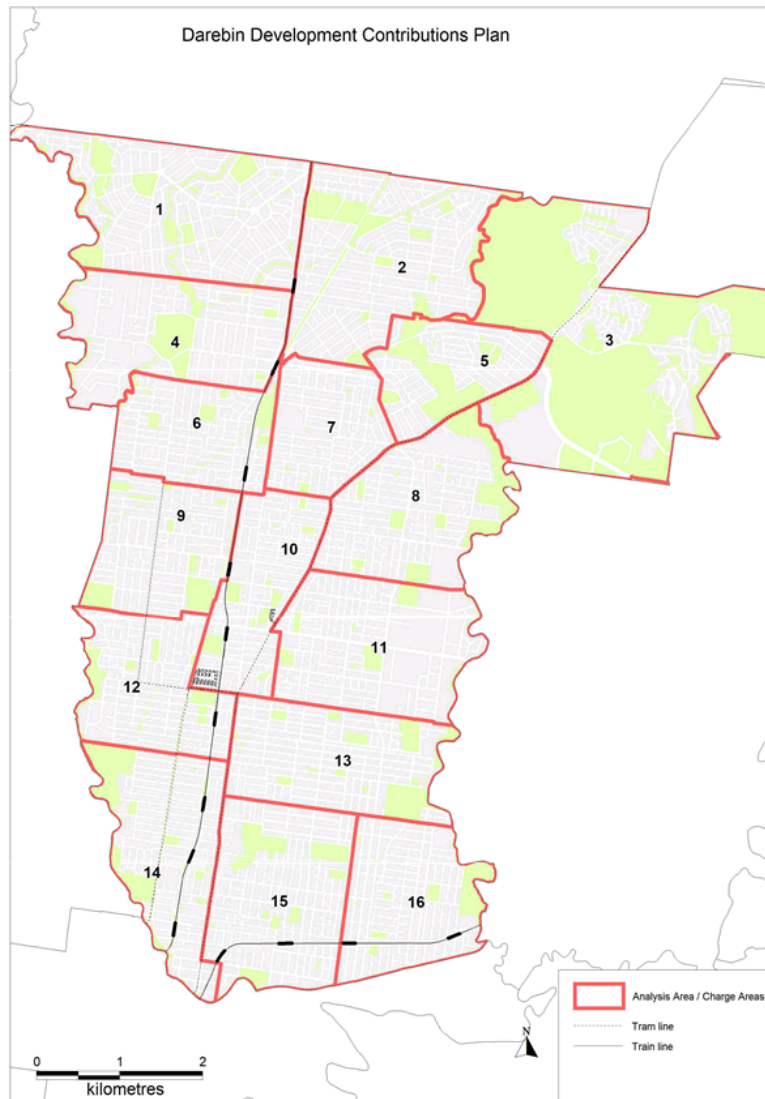 Darebin Development Contributions Plan
1
2
3
4
5
6
7
8
9
10
11
12
13
14
15
16
Analysis Area / Charge Areas
Tram line
Train line
N
0 1 2
kilometres